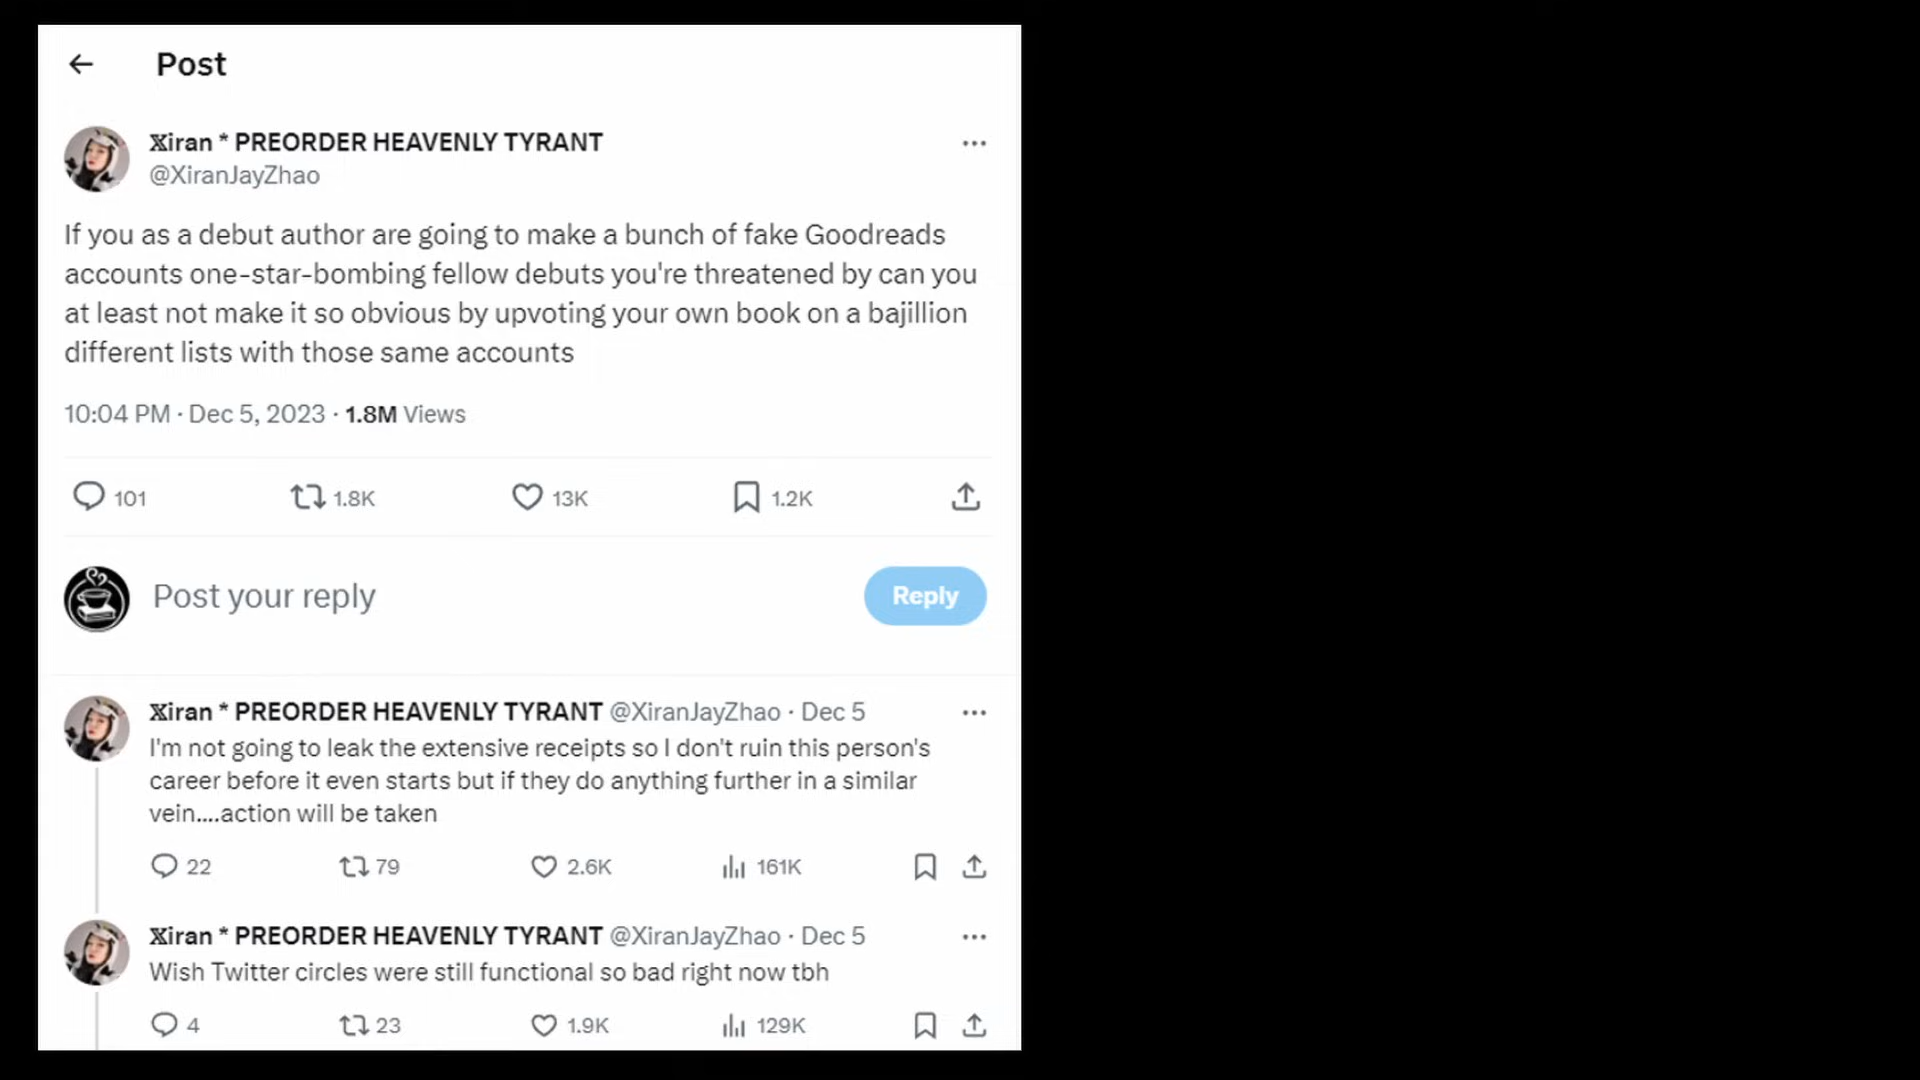 Post
𝕏iran * PREORDER HEAVENLY TYRANT
@XiranJayZhao
If you as a debut author are going to make a bunch of fake Goodreads
accounts one-star-bombing fellow debuts you're threatened by can you
at least not make it so obvious by upvoting your own book on a bajillion
different lists with those same accounts
10:04 PM · Dec 5, 2023 · 1.8M Views
101 1.8K 13K 1.2K
Post your reply Reply
𝕏iran * PREORDER HEAVENLY TYRANT @XiranJayZhao · Dec 5
I'm not going to leak the extensive receipts so I don't ruin this person's
career before it even starts but if they do anything further in a similar
vein....action will be taken
22 79 2.6K 161K
𝕏iran * PREORDER HEAVENLY TYRANT @XiranJayZhao · Dec 5
Wish Twitter circles were still functional so bad right now tbh
4 23 1.9K 129K